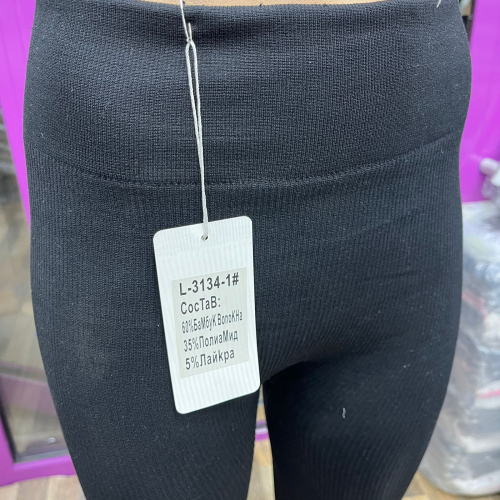 L-3134-1#
СосТаВ:
60%БаМбуК ВолоКНа
35%ПолиаМид
5%Лайкра